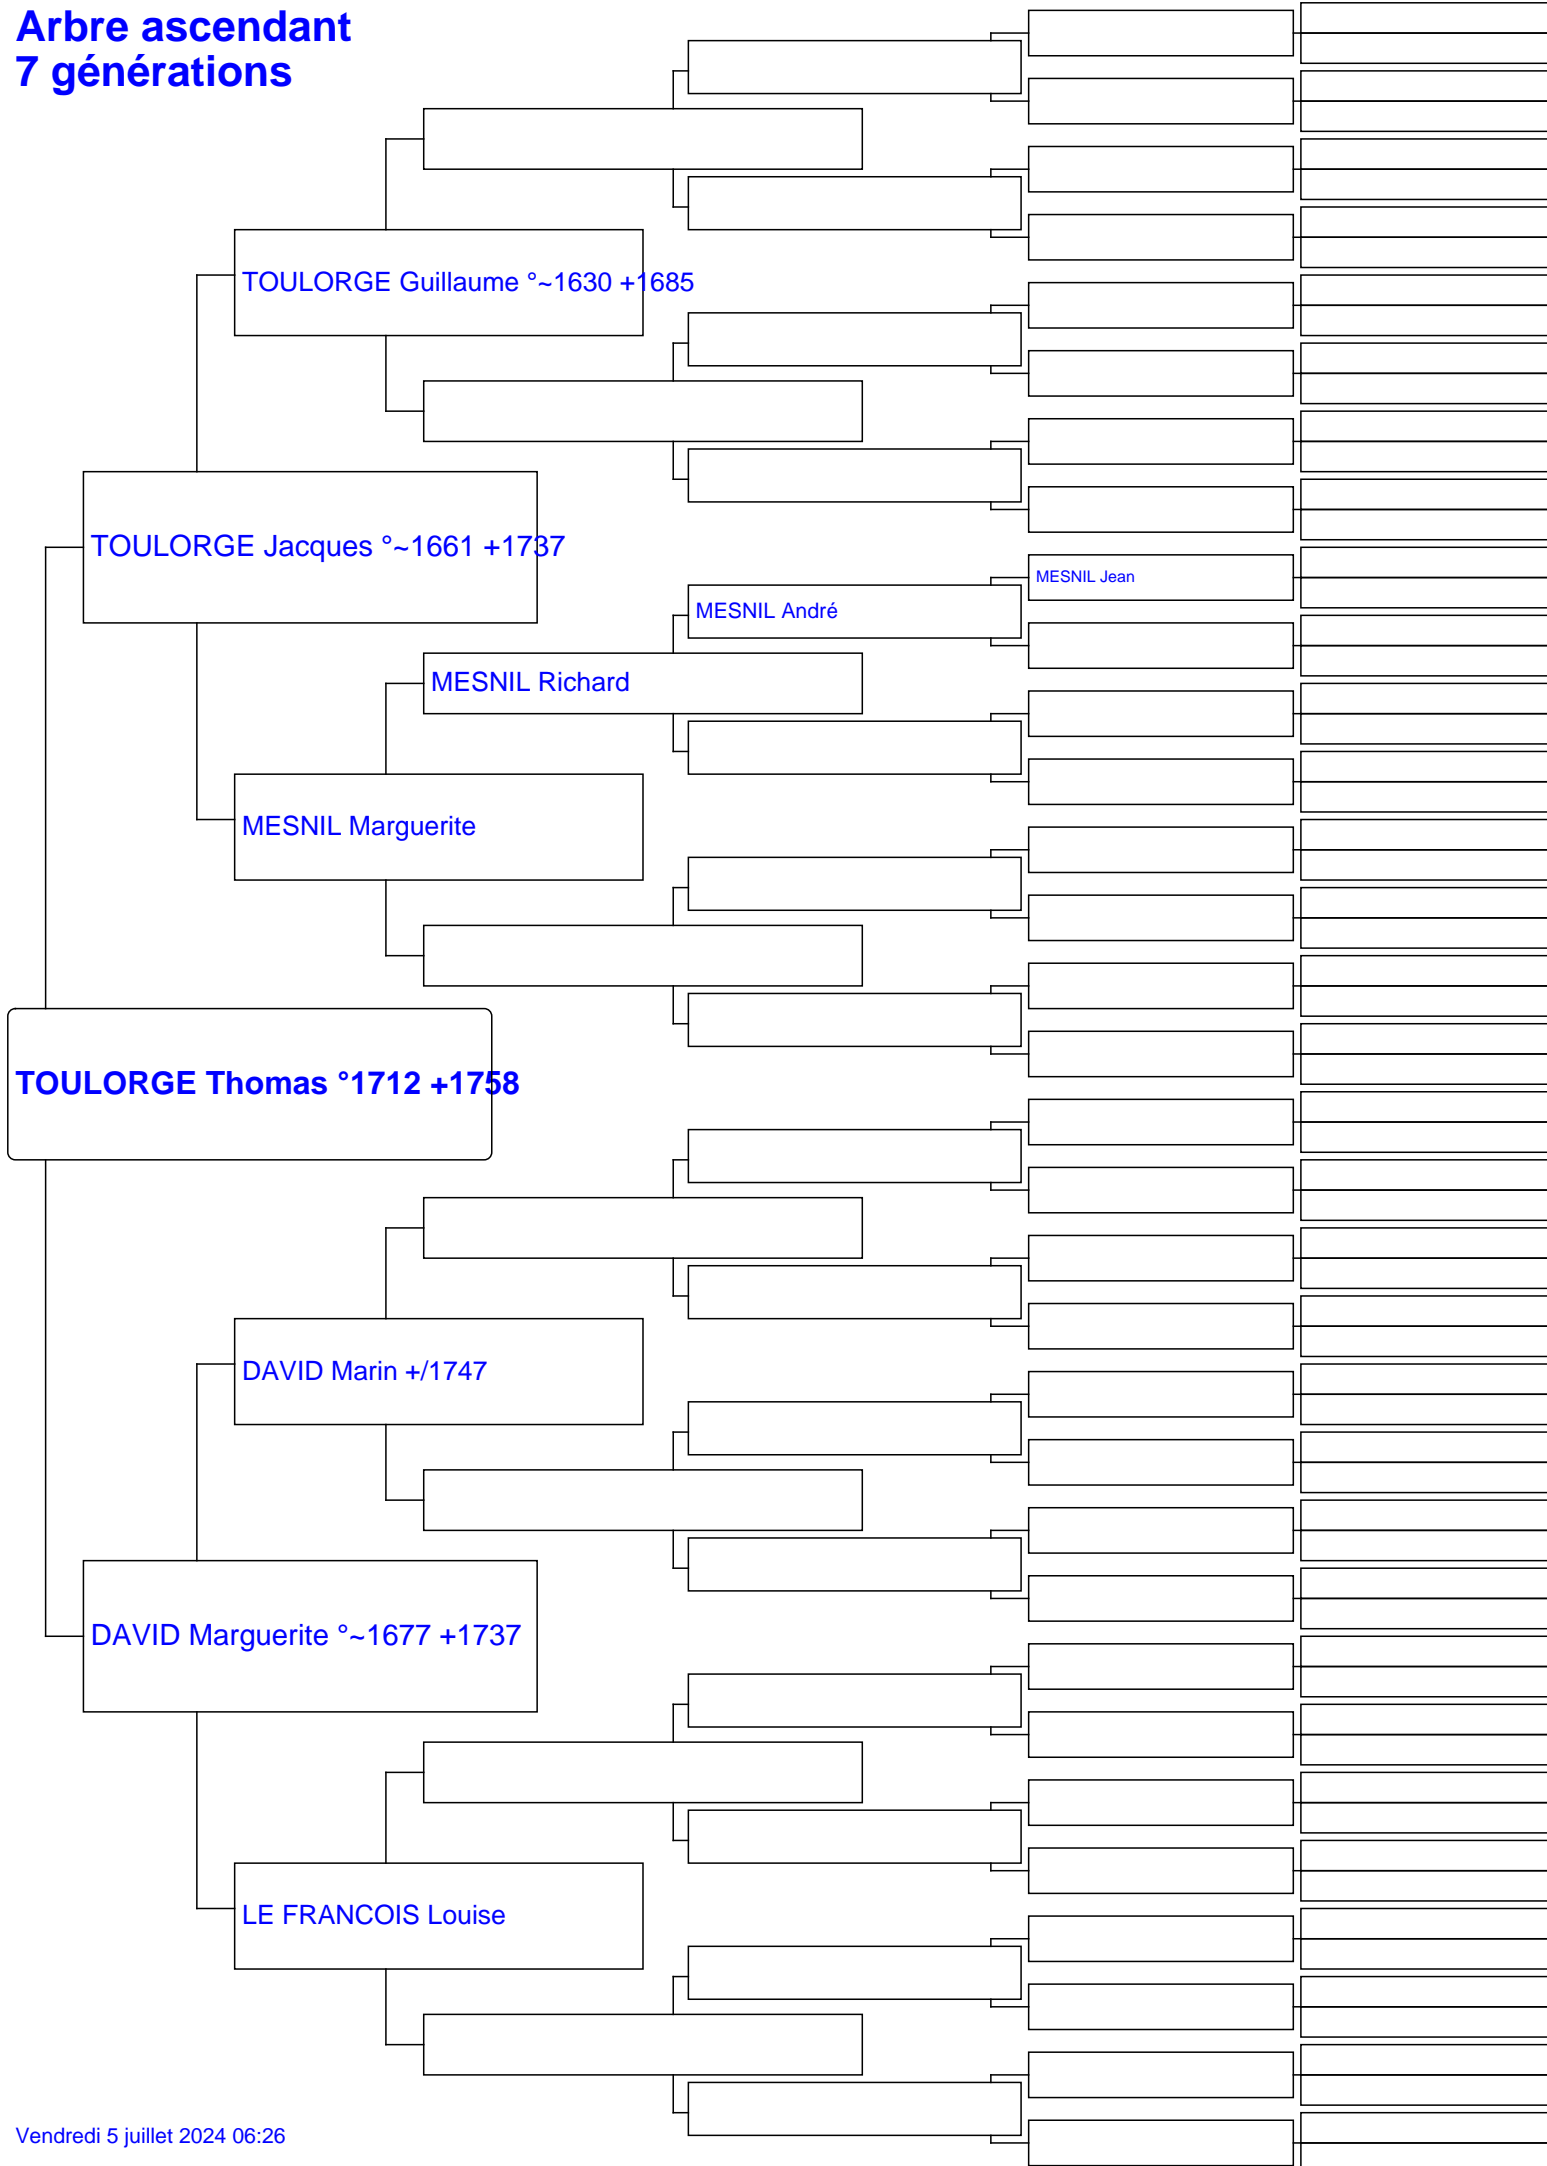 Arbre ascendant
7 générations
TOULORGE Guillaume °~1630 +1685
TOULORGE Jacques °~1661 +1737
MESNIL Jean
MESNIL André
MESNIL Richard
MESNIL Marguerite
TOULORGE Thomas °1712 +1758
DAVID Marin +/1747
DAVID Marguerite °~1677 +1737
LE FRANCOIS Louise
Vendredi 5 juillet 2024 06:26